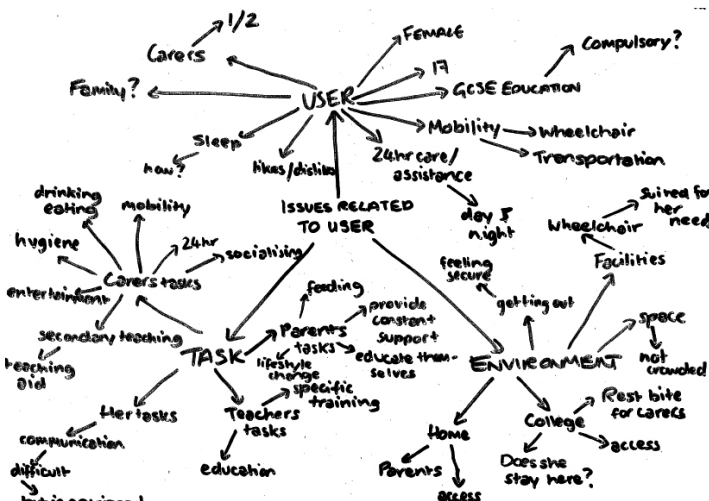 1/2
Carers
Family?
USER
FEMALE
17
GCSE EDUCATION
Compulsory?
Mobility
Wheelchair
Transportation
24hr care/
assistance
day &
night
likes/dislike
Sleep
how?
ISSUES RELATED
TO USER
drinking
eating
mobility
hygiene
24hr
socialising
Carers tasks
entertainment
secondary teaching
teaching
aid
TASK
Parents
tasks
feeding
provide
constant
support
educate them-
selves
lifestyle
change
Teachers
tasks
specific
training
education
Her tasks
communication
difficult
ENVIRONMENT
getting out
feeling
secure
Facilities
Wheelchair
Suited for
her need
space
not
crowded
College
Rest bite
for carers
access
Does she
stay here?
Home
Parents
access